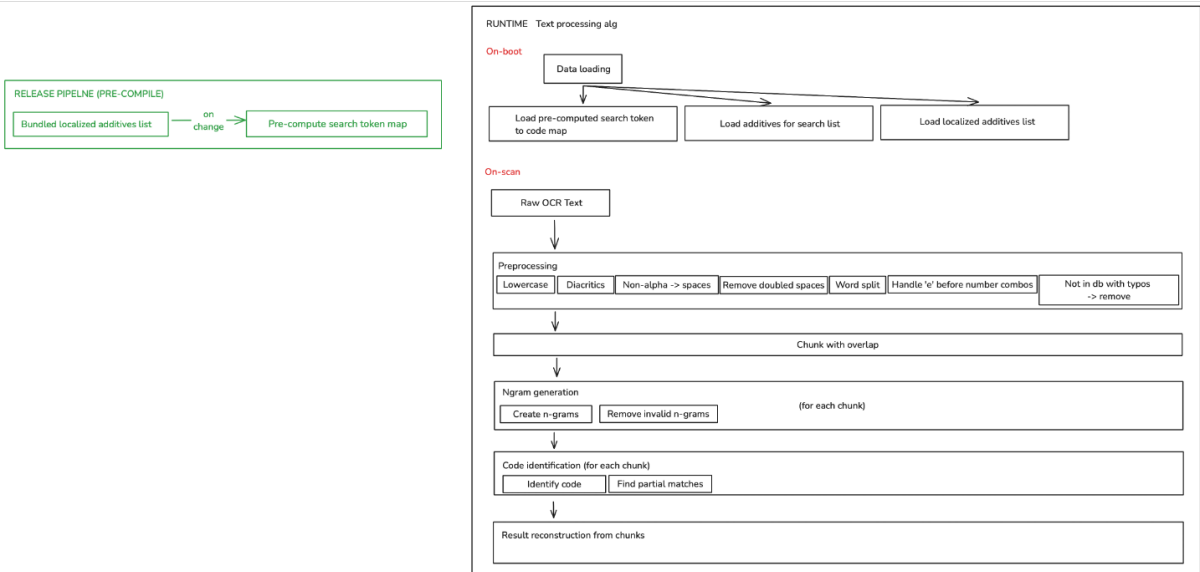 RELEASE PIPELNE (PRE-COMPILE)
Bundled localized additives list
on
change
Pre-compute search token map
RUNTIME Text processing alg
On-boot
Data loading
Load pre-computed search token
to code map
Load additives for search list
Load localized additives list
On-scan
Raw OCR Text
Preprocessing
Lowercase
Diacritics
Non-alpha -> spaces
Remove doubled spaces
Word split
Handle 'e' before number combos
Not in db with typos
-> remove
Chunk with overlap
Ngram generation
(for each chunk)
Create n-grams
Remove invalid n-grams
Code identification (for each chunk)
Identify code
Find partial matches
Result reconstruction from chunks